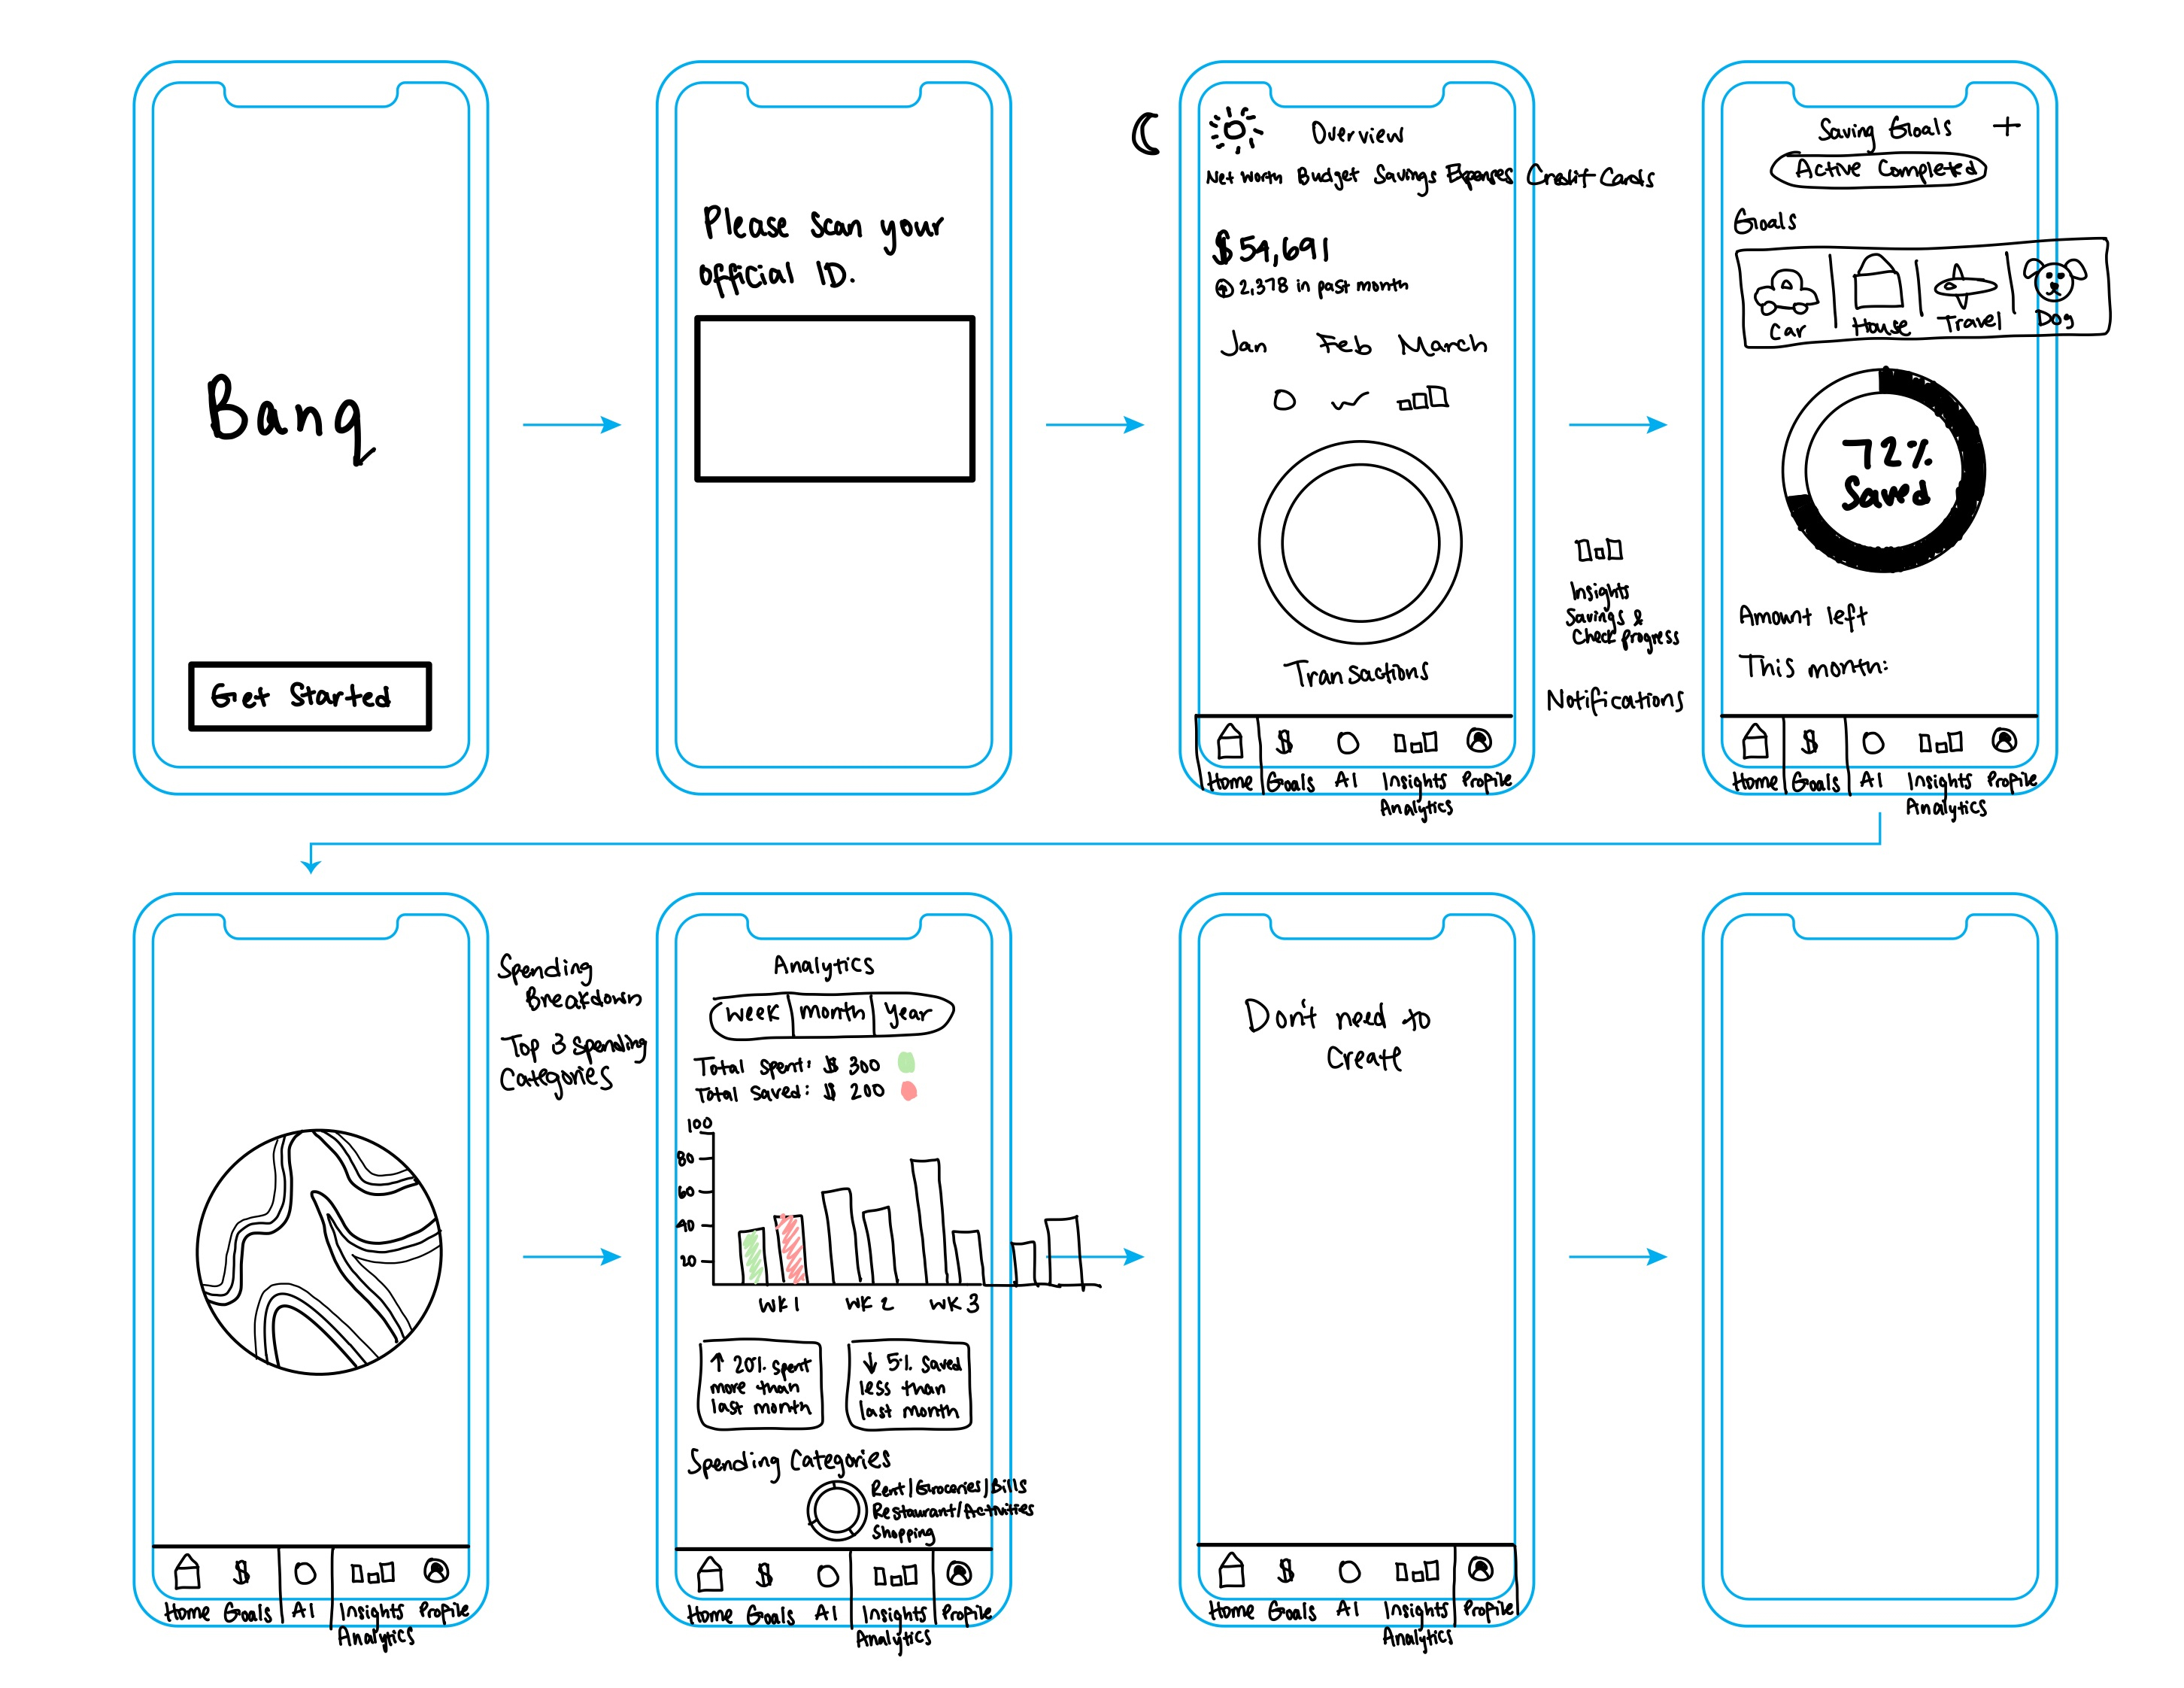 Banq
Get Started
Please scan your
official ID.
Overview
Net Worth Budget Savings Expenses Credit Cards
$54,691
2,378 in past month
Jan Feb March
Transactions
Home Goals AI Insights Profile
Analytics
Insights
Savings &
Check progress
Notifications
Saving Goals +
Active Completed
Goals
Car House Travel Dog
72%
Saved
Amount left
This month:
$
Home Goals AI Insights Profile
Analytics
$
Home Goals AI Insights Profile
Analytics
Spending
Breakdown
Top 3 Spending
Categories
Analytics
Week Month Year
Total Spent: $ 300
Total Saved: $ 200
100
80
60
40
20
WK 1 WK 2 WK 3
↑ 20% spent
more than
last month
↓ 5% saved
less than
last month
Spending Categories
Rent/Groceries/Bills
Restaurant/Activities
Shopping
$
Home Goals AI Insights Profile
Analytics
Don't need to
Create
$
Home Goals AI Insights Profile
Analytics